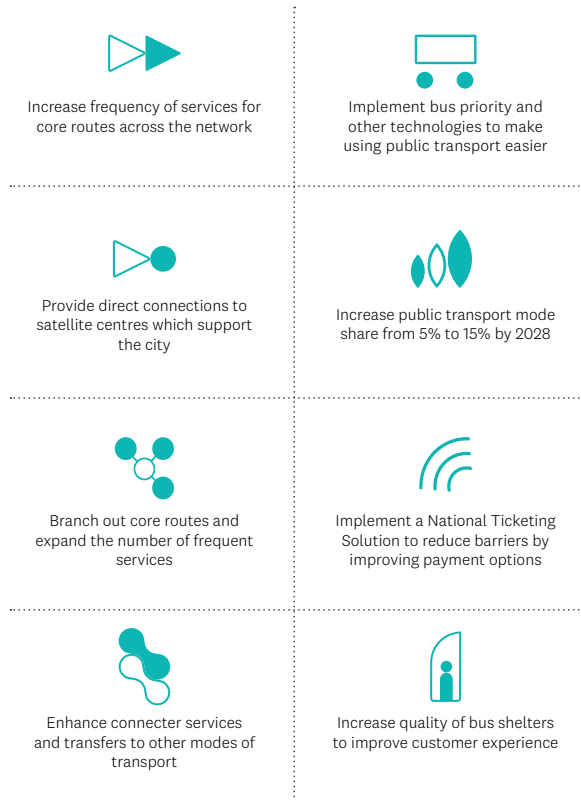 Increase frequency of services for
core routes across the network
Implement bus priority and
other technologies to make
using public transport easier
Provide direct connections to
satellite centres which support
the city
Increase public transport mode
share from 5% to 15% by 2028
Branch out core routes and
expand the number of frequent
services
Implement a National Ticketing
Solution to reduce barriers by
improving payment options
Enhance connecter services
and transfers to other modes of
transport
Increase quality of bus shelters
to improve customer experience